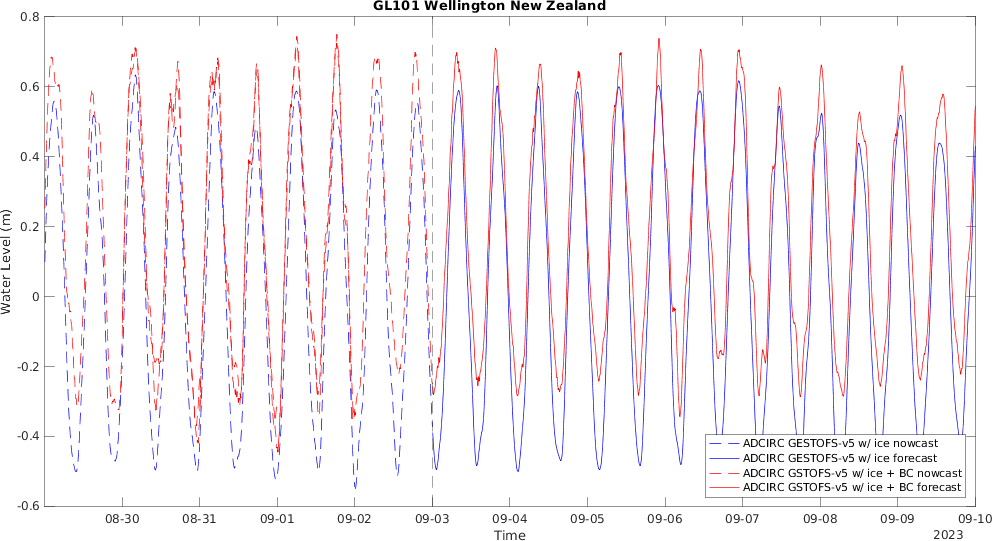 GL101 Wellington New Zealand
0.8
0.6
0.4
0.2
0
-0.2
-0.4
-0.6
Water Level (m)
ADCIRC GESTOFS-v5 w/ ice nowcast
ADCIRC GESTOFS-v5 w/ ice forecast
ADCIRC GSTOFS-v5 w/ ice + BC nowcast
ADCIRC GSTOFS-v5 w/ ice + BC forecast
08-30 08-31 09-01 09-02 09-03 09-04 09-05 09-06 09-07 09-08 09-09 09-10
Time
2023